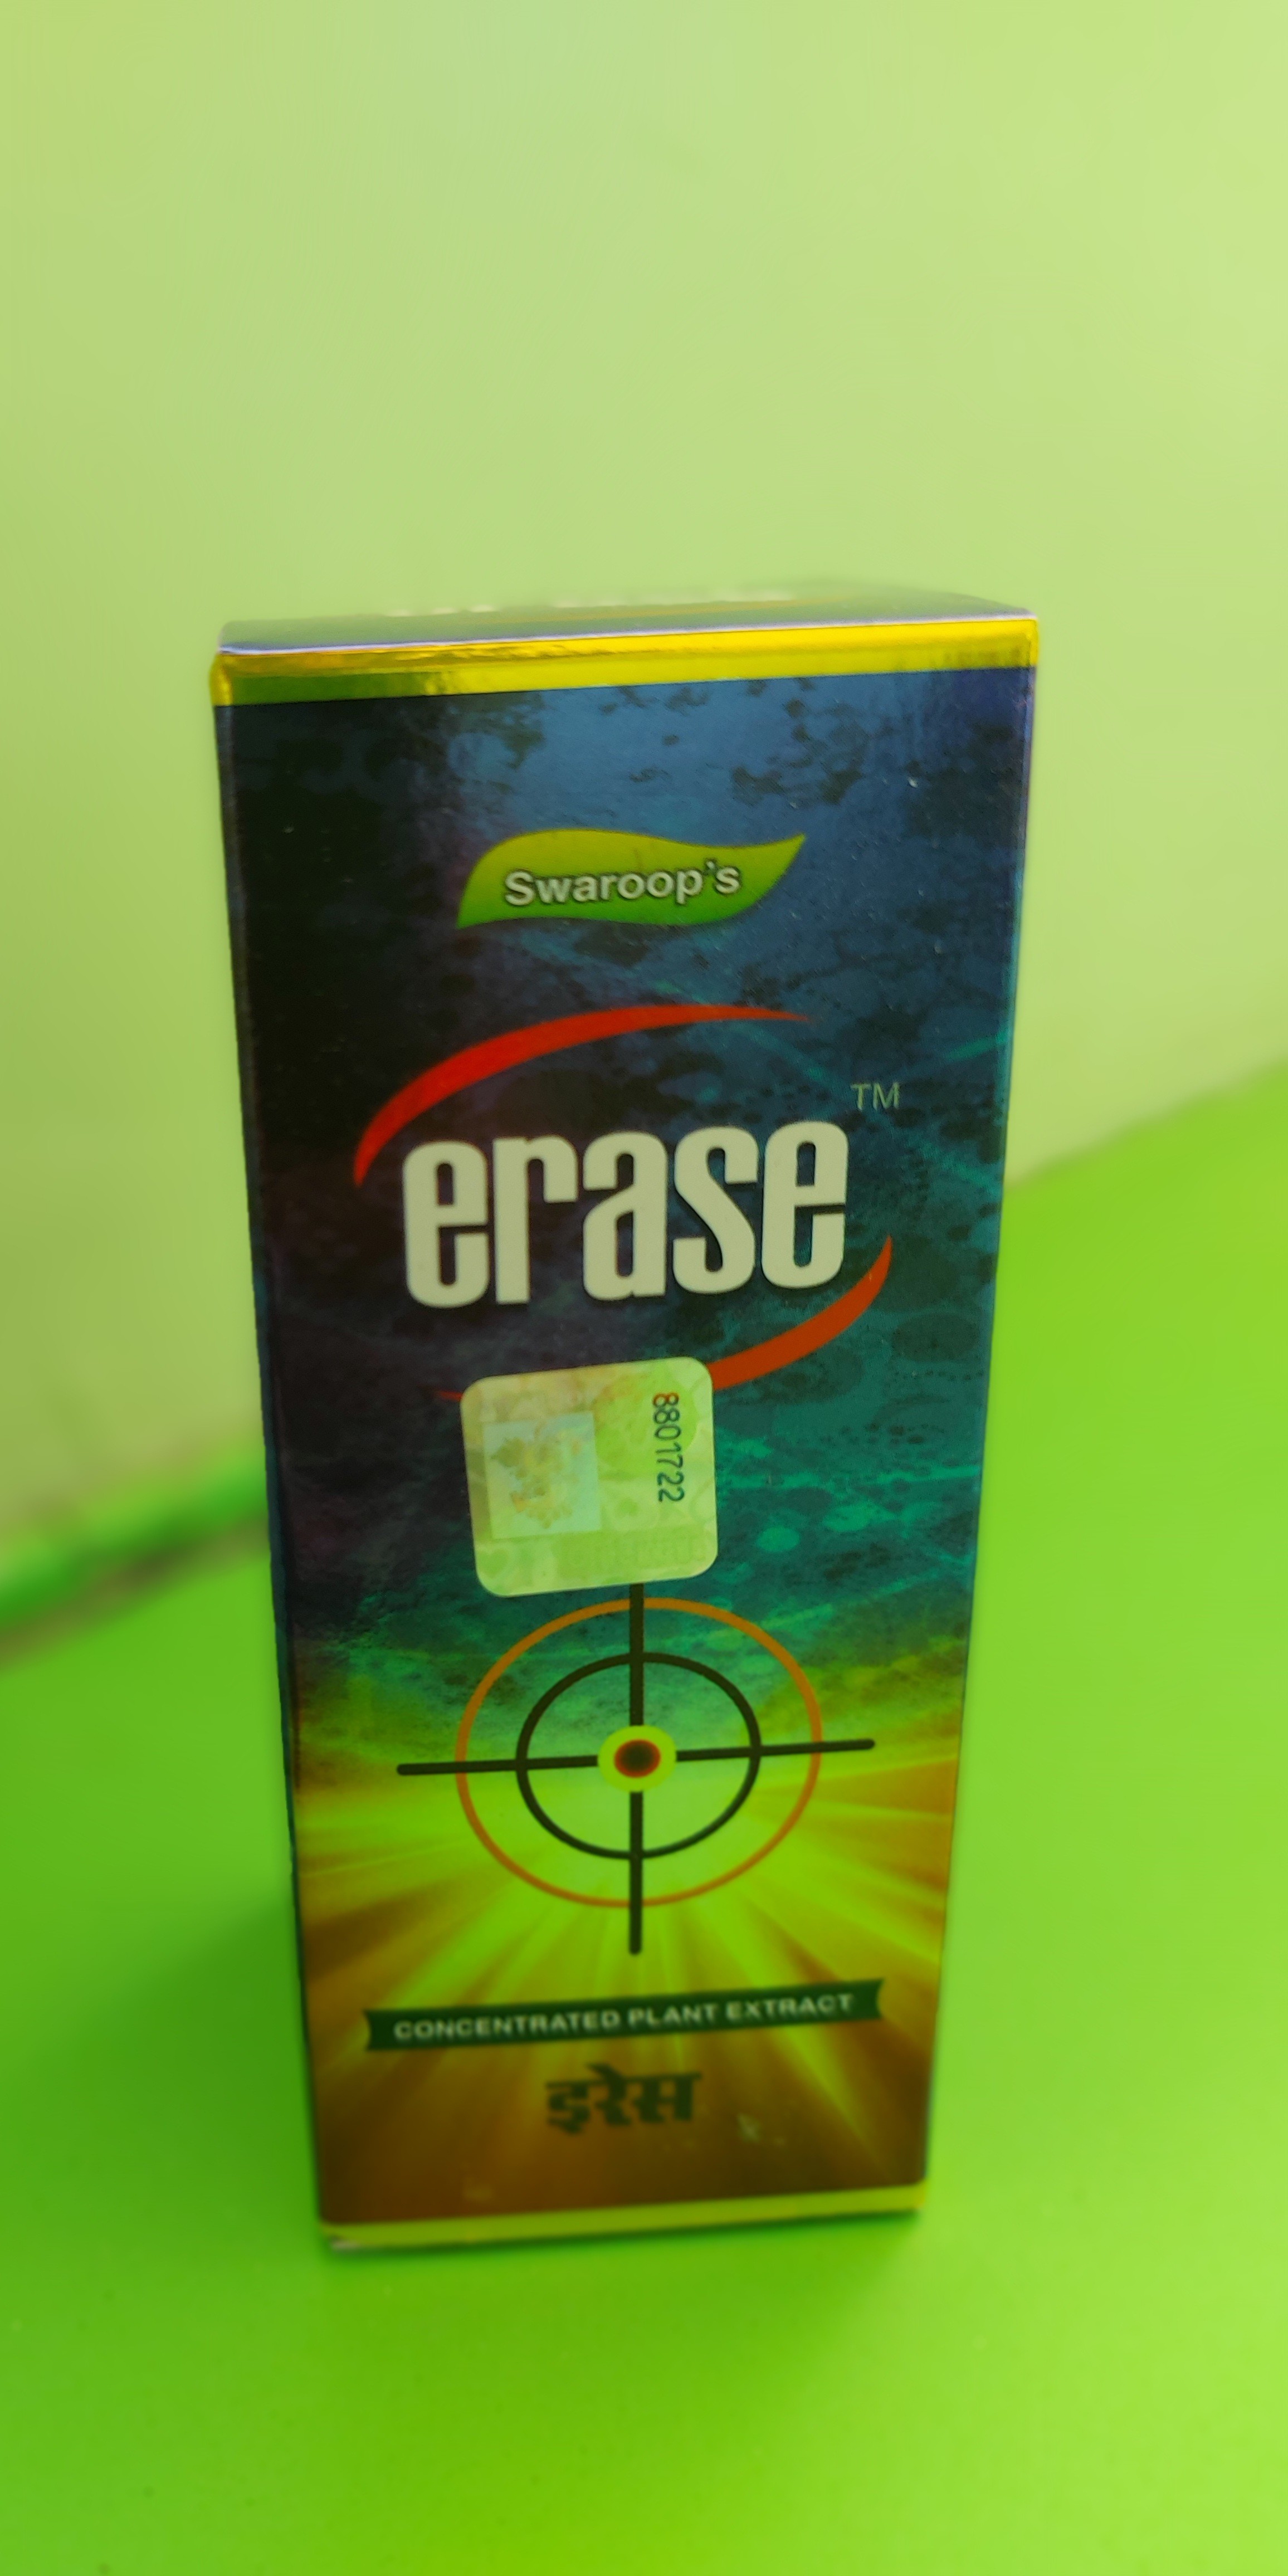 Swaroop's
erase TM
8801722
CONCENTRATED PLANT EXTRACT
इरेस